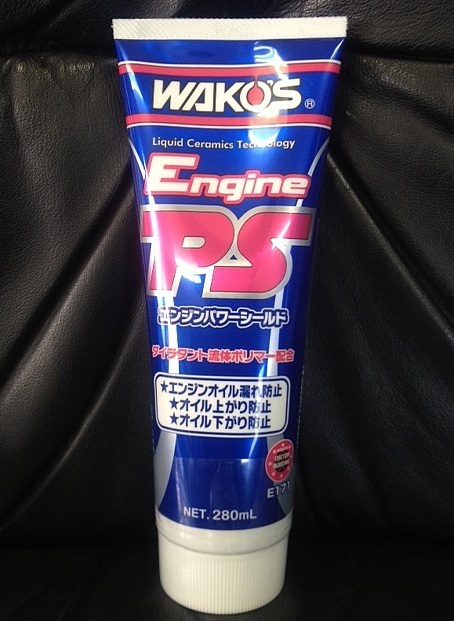 WAKO'S®
Liquid Ceramics Technology
Engine
PS
エンジンパワーシールド
ダイラタント流体ポリマー配合
★エンジンオイル漏れ防止
★オイル上がり防止
★オイル下がり防止
E171
NET. 280mL